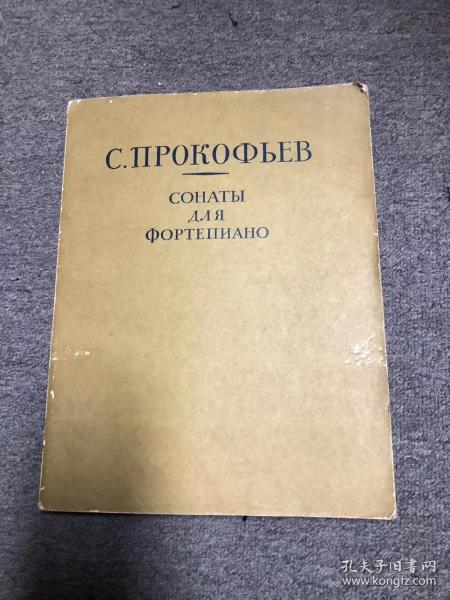 С.ПРОКОФЬЕВ
СОНАТЫ
ДЛЯ
ФОРТЕПИАНО
孔夫子旧书网
www.kongfz.com